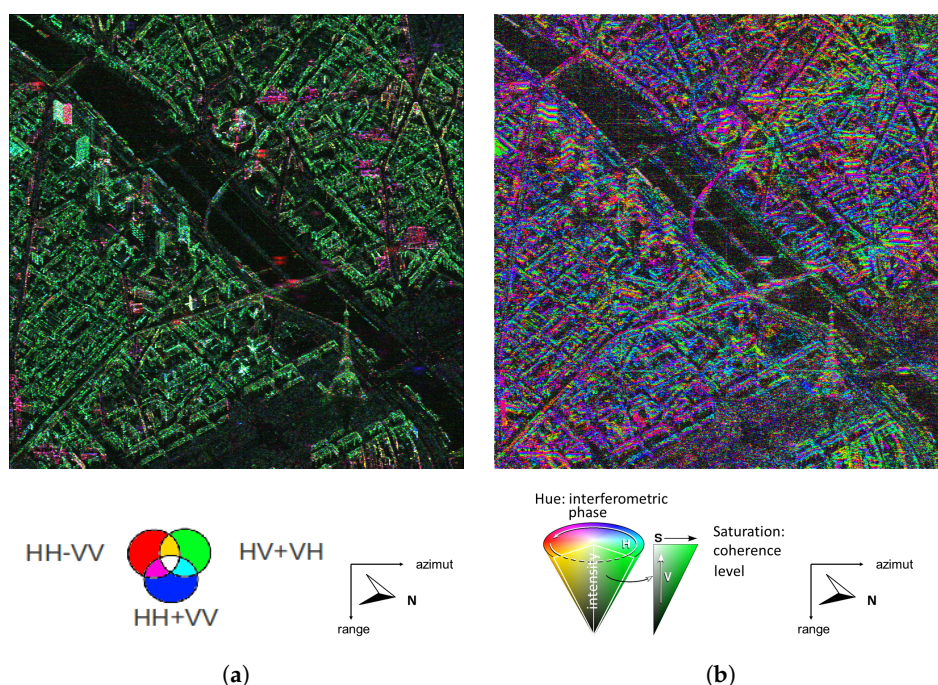 HH-VV
HV+VH
HH+VV
azimut
N
range
(a)
Hue: interferometric
phase
H
intensity
S
V
Saturation:
coherence
level
azimut
N
range
(b)